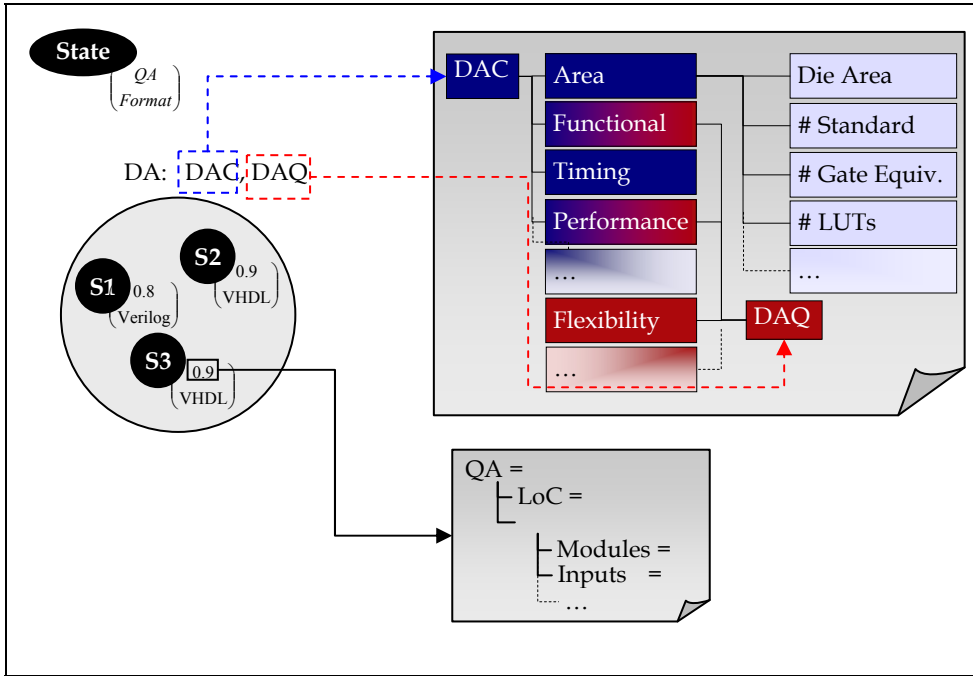 State
QA
Format
DA: DAC, DAQ
S1
0.8
Verilog
S2
0.9
VHDL
S3
0.9
VHDL
DAC
Area
Functional
Timing
Performance
...
Flexibility
...
DAQ
Die Area
# Standard
# Gate Equiv.
# LUTs
...
QA =
LoC =
Modules =
Inputs =
...